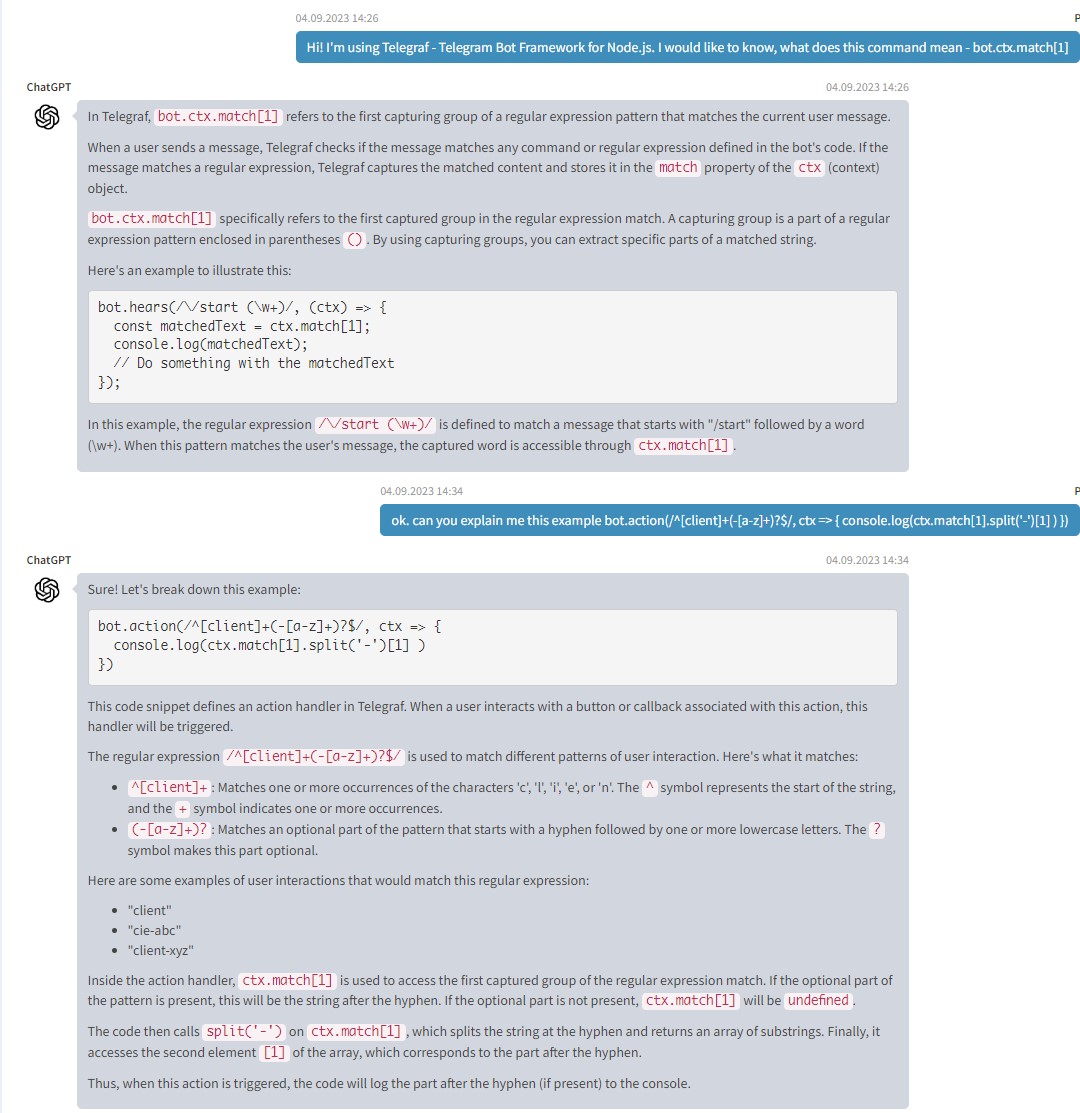 04.09.2023 14:26
P
Hi! I'm using Telegraf - Telegram Bot Framework for Node.js. I would like to know, what does this command mean - bot.ctx.match[1]
ChatGPT
04.09.2023 14:26
In Telegraf, bot.ctx.match[1] refers to the first capturing group of a regular expression pattern that matches the current user message.
When a user sends a message, Telegraf checks if the message matches any command or regular expression defined in the bot's code. If the
message matches a regular expression, Telegraf captures the matched content and stores it in the match property of the ctx (context)
object.
bot.ctx.match[1] specifically refers to the first captured group in the regular expression match. A capturing group is a part of a regular
expression pattern enclosed in parentheses (). By using capturing groups, you can extract specific parts of a matched string.
Here's an example to illustrate this:
bot.hears(/\/start (\w+)/, (ctx) => {
  const matchedText = ctx.match[1];
  console.log(matchedText);
  // Do something with the matchedText
});
In this example, the regular expression /\/start (\w+)/ is defined to match a message that starts with "/start" followed by a word
(\w+). When this pattern matches the user's message, the captured word is accessible through ctx.match[1].
04.09.2023 14:34
P
ok. can you explain me this example bot.action(/^[client]+(-[a-z]+)?$/, ctx => { console.log(ctx.match[1].split('-')[1] ) })
ChatGPT
04.09.2023 14:34
Sure! Let's break down this example:
bot.action(/^[client]+(-[a-z]+)?$/, ctx => {
  console.log(ctx.match[1].split('-')[1] )
})
This code snippet defines an action handler in Telegraf. When a user interacts with a button or callback associated with this action, this
handler will be triggered.
The regular expression /^[client]+(-[a-z]+)?$/ is used to match different patterns of user interaction. Here's what it matches:
• ^[client]+: Matches one or more occurrences of the characters 'c', 'l', 'i', 'e', or 'n'. The ^ symbol represents the start of the string,
and the + symbol indicates one or more occurrences.
• (-[a-z]+)?: Matches an optional part of the pattern that starts with a hyphen followed by one or more lowercase letters. The ?
symbol makes this part optional.
Here are some examples of user interactions that would match this regular expression:
• "client"
• "cie-abc"
• "client-xyz"
Inside the action handler, ctx.match[1] is used to access the first captured group of the regular expression match. If the optional part of
the pattern is present, this will be the string after the hyphen. If the optional part is not present, ctx.match[1] will be undefined.
The code then calls split('-') on ctx.match[1], which splits the string at the hyphen and returns an array of substrings. Finally, it
accesses the second element [1] of the array, which corresponds to the part after the hyphen.
Thus, when this action is triggered, the code will log the part after the hyphen (if present) to the console.